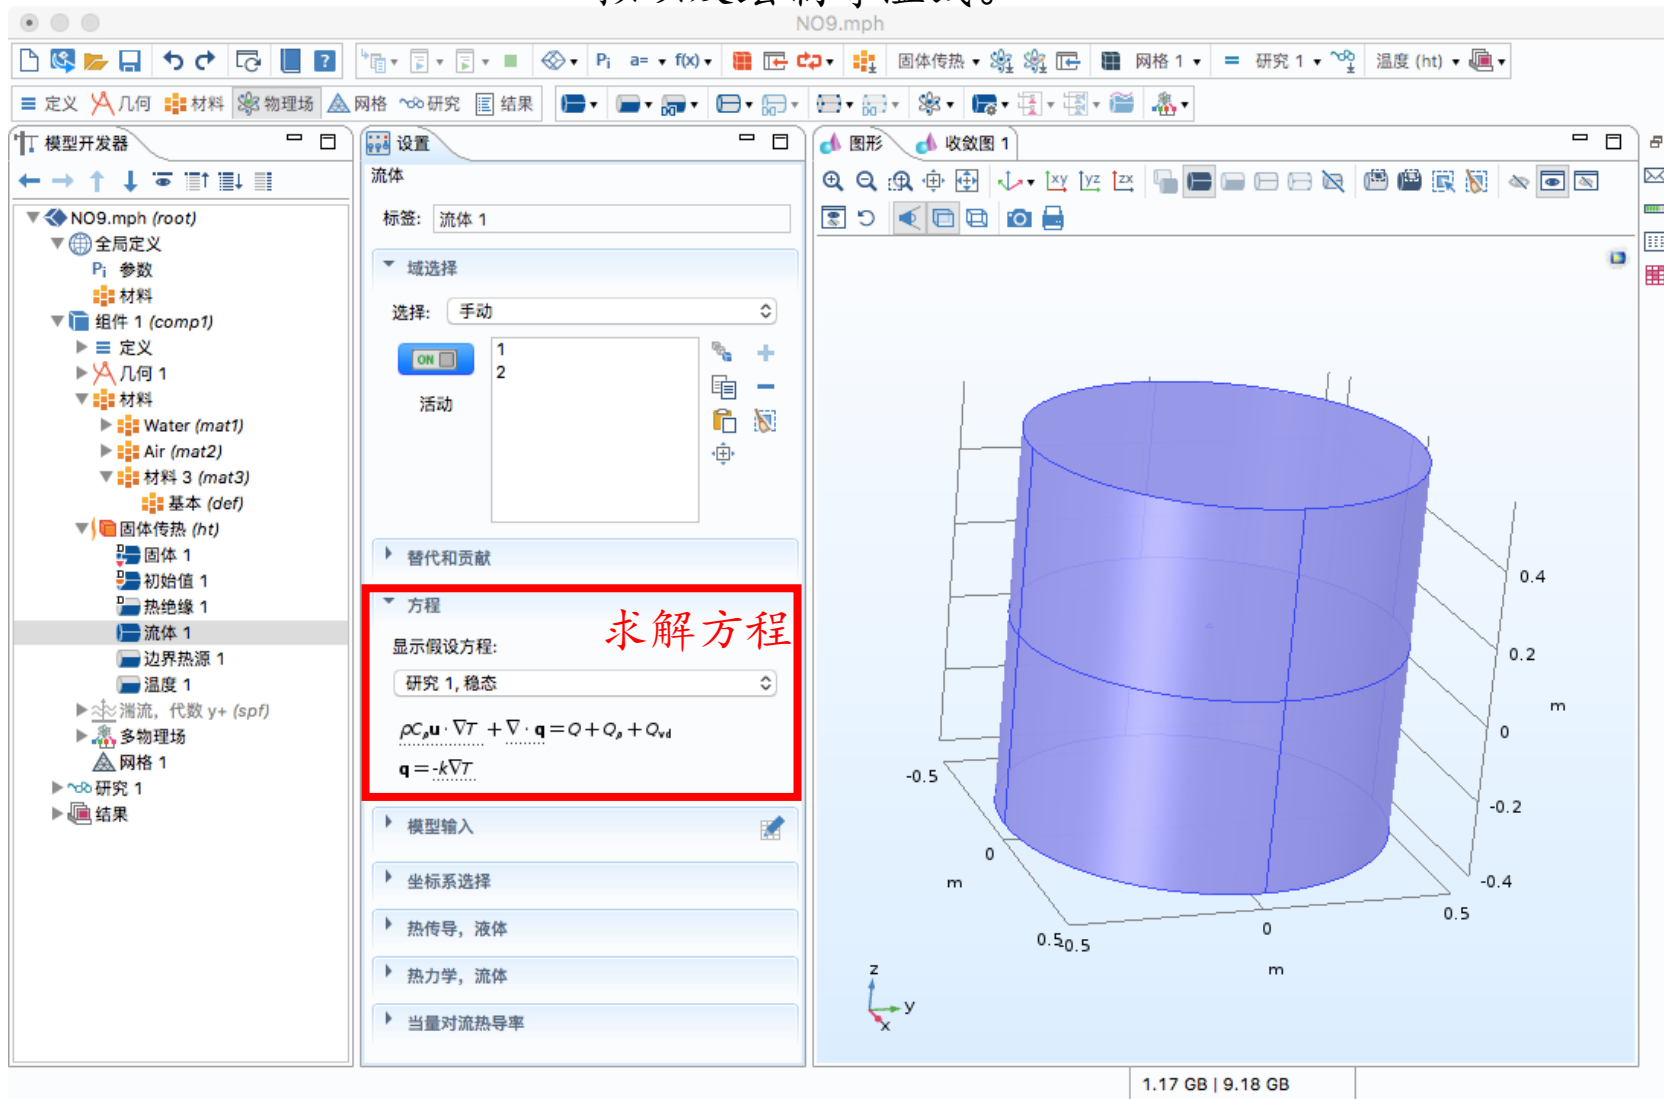 NO9.mph
Pi a= f(x) 固体传热 网格 1 = 研究 1 温度 (ht)
定义 几何 材料 物理场 网格 研究 结果
模型开发器
NO9.mph (root)
全局定义
Pi 参数
材料
组件 1 (comp1)
定义
几何 1
材料
Water (mat1)
Air (mat2)
材料 3 (mat3)
基本 (def)
固体传热 (ht)
固体 1
初始值 1
热绝缘 1
流体 1
边界热源 1
温度 1
湍流，代数 y+ (spf)
多物理场
网格 1
研究 1
结果
设置
流体
标签: 流体 1
域选择
选择: 手动
ON
活动
1
2
替代和贡献
方程
求解方程
显示假设方程:
研究 1, 稳态
ρCₚu · ∇T + ∇ · q = Q + Qₚ + Qvd
q = -k∇T
模型输入
坐标系选择
热传导，液体
热力学，流体
当量对流热导率
图形 收敛图 1
xy yz zx
0.4
0.2
m
0
-0.2
-0.4
-0.5
0
m
0.5
-0.5
0
0.5
m
z
y
x
1.17 GB | 9.18 GB